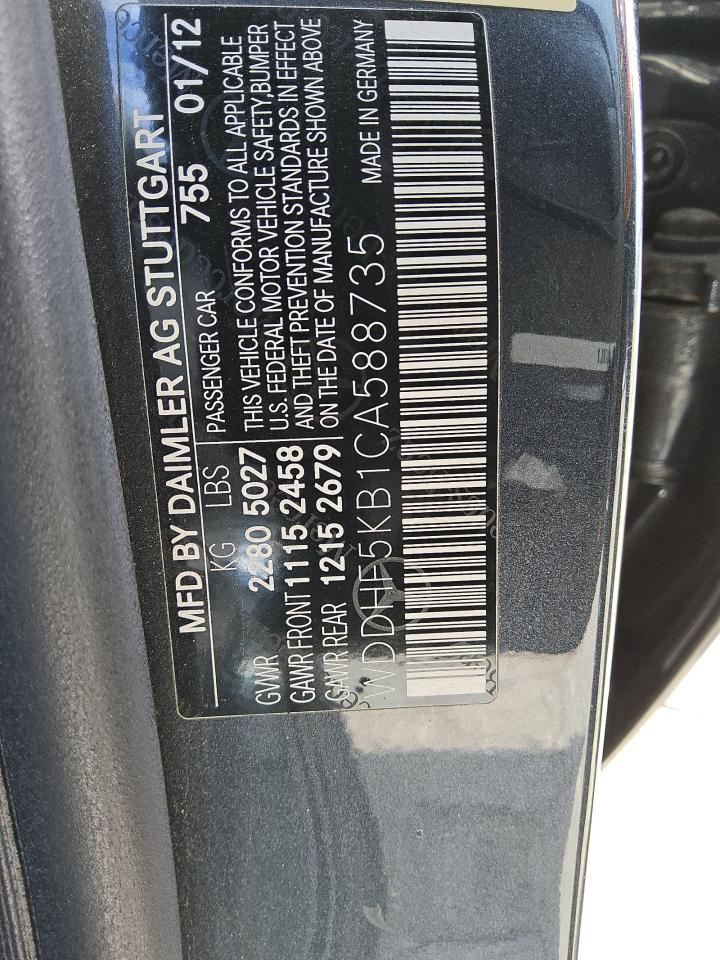 MFD BY DAIMLER AG STUTTGART
KG LBS PASSENGER CAR 755 01/12
GVWR 2280 5027 THIS VEHICLE CONFORMS TO ALL APPLICABLE
GAWR FRONT 1115 2458 U.S. FEDERAL MOTOR VEHICLE SAFETY,BUMPER
GAWR REAR 1215 2679 AND THEFT PREVENTION STANDARDS IN EFFECT
ON THE DATE OF MANUFACTURE SHOWN ABOVE
WDDHF5KB1CA588735 MADE IN GERMANY